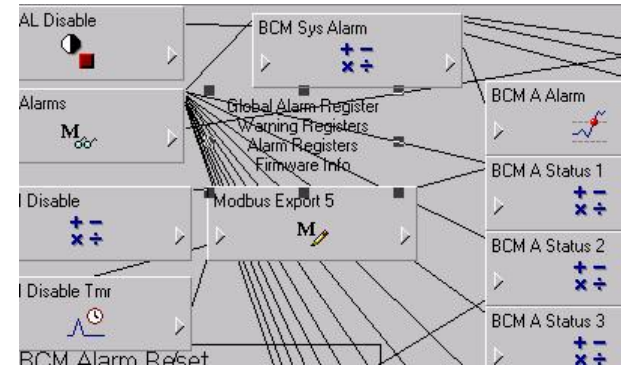 AL Disable
BCM Sys Alarm
Alarms
M
Global Alarm Register
Warning Registers
Alarm Registers
Firmware Info
BCM A Alarm
BCM A Status 1
Disable
Modbus Export 5
M
BCM A Status 2
Disable Tmr
BCM A Status 3
BCM Alarm Reset